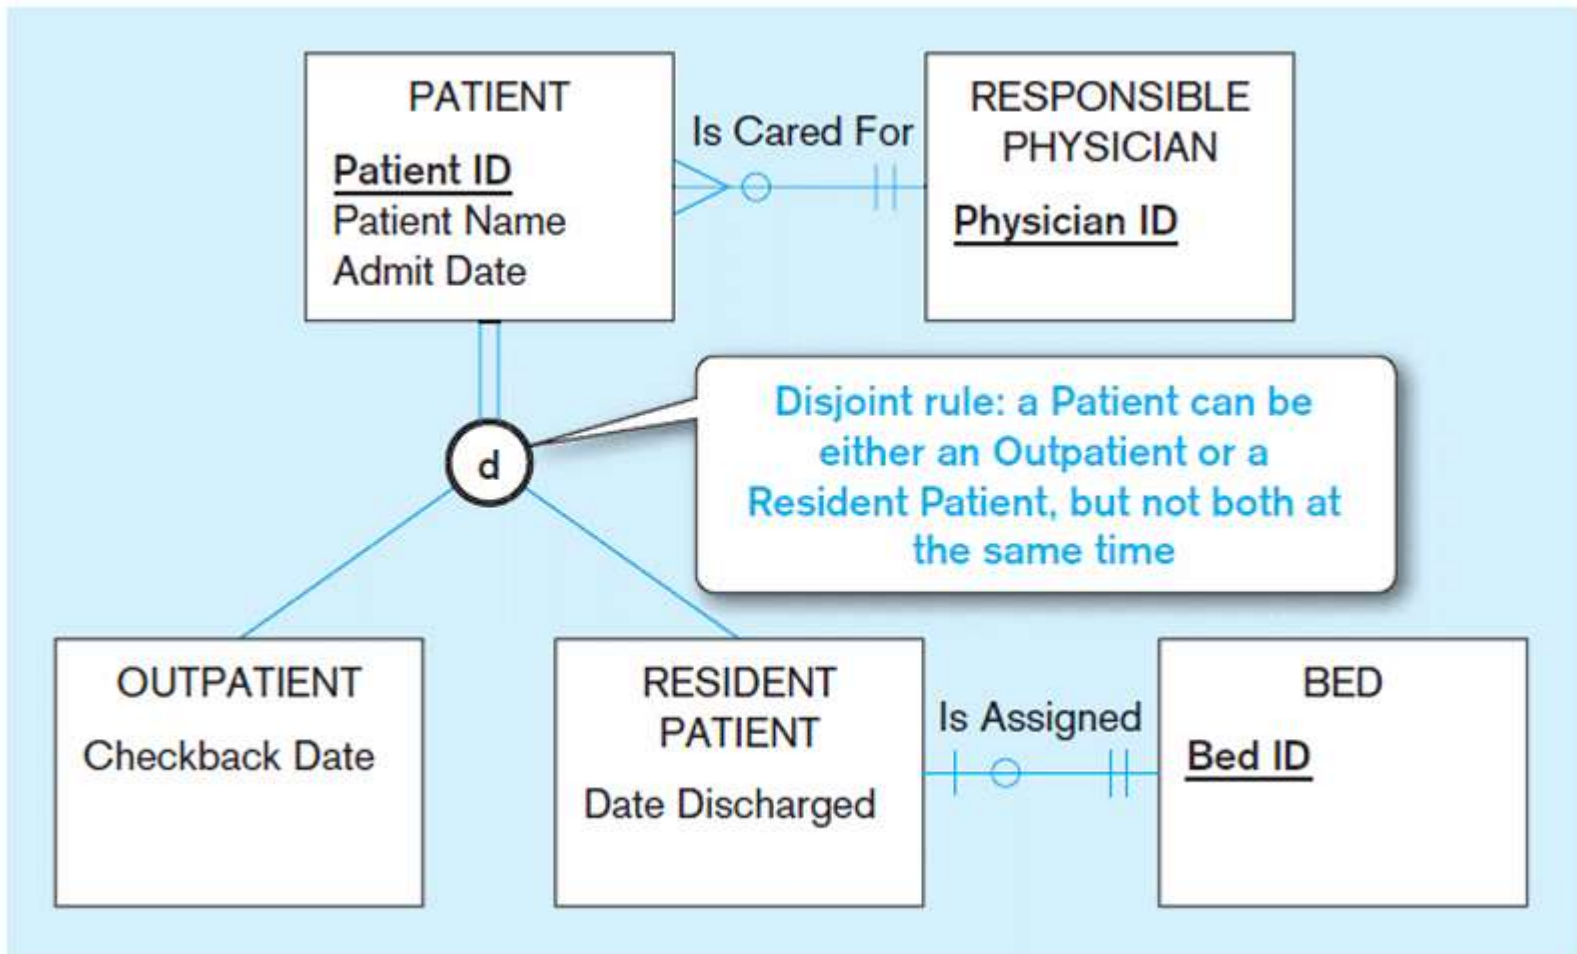 PATIENT
Patient ID
Patient Name
Admit Date
Is Cared For
RESPONSIBLE
PHYSICIAN
Physician ID
d
Disjoint rule: a Patient can be
either an Outpatient or a
Resident Patient, but not both at
the same time
OUTPATIENT
Checkback Date
RESIDENT
PATIENT
Date Discharged
Is Assigned
BED
Bed ID